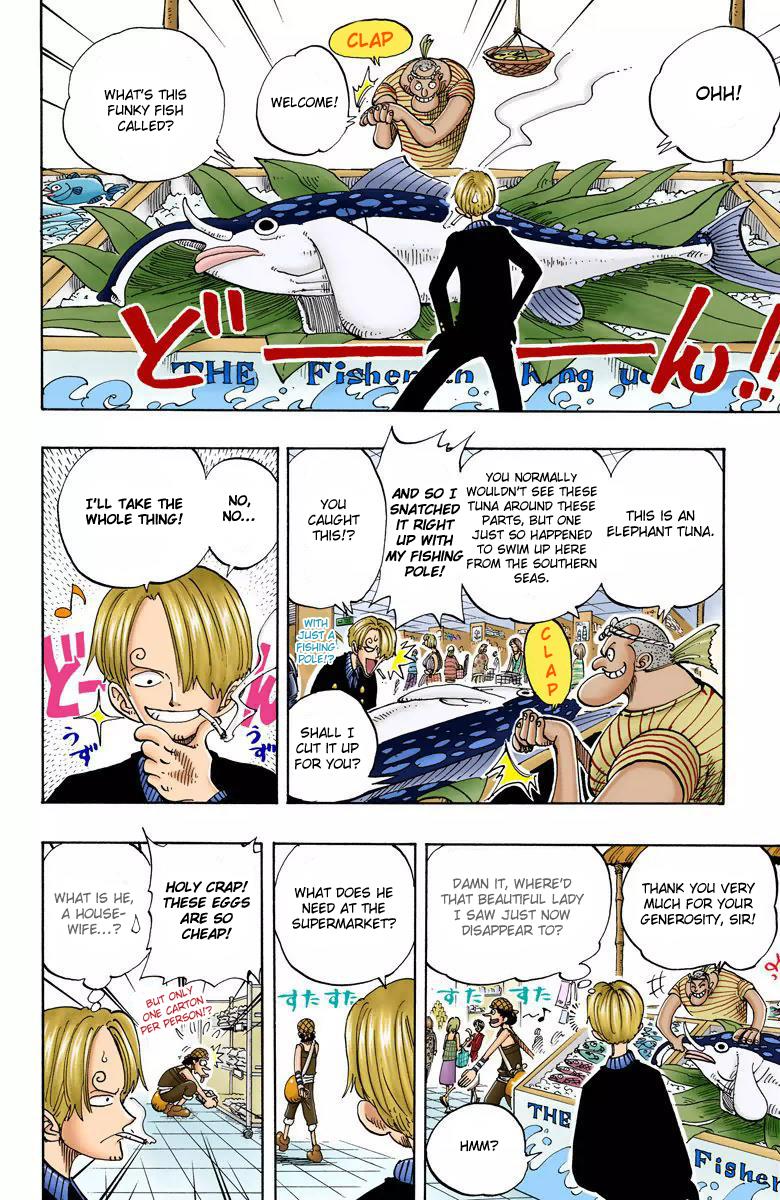 OHH!
CLAP
WELCOME!
WHAT'S THIS
FUNKY FISH
CALLED?
ど ん!!
THE Fisherman King
THIS IS AN
ELEPHANT TUNA.
YOU NORMALLY
WOULDN'T SEE THESE
TUNA AROUND THESE
PARTS, BUT ONE
JUST SO HAPPENED
TO SWIM UP HERE
FROM THE SOUTHERN
SEAS.
AND SO I
SNATCHED
IT RIGHT
UP WITH
MY FISHING
POLE!
YOU
CAUGHT
THIS!?
WITH
JUST A
FISHING-
POLE!?
CLAP
SHALL
I CUT IT UP
FOR YOU?
NO,
NO...
I'LL TAKE THE
WHOLE THING!
どーん
うずうず
THANK YOU VERY
MUCH FOR YOUR
GENEROSITY, SIR!
DAMN IT, WHERE'D
THAT BEAUTIFUL LADY
I SAW JUST NOW
DISAPPEAR TO?
すた すた
HMM?
THE
Fishe
WHAT DOES HE
NEED AT THE
SUPERMARKET?
すた すた
HOLY CRAP!
THESE EGGS
ARE SO
CHEAP!
BUT ONLY
ONE CARTON
PER PERSON!?
WHAT IS HE,
A HOUSE-
WIFE...?